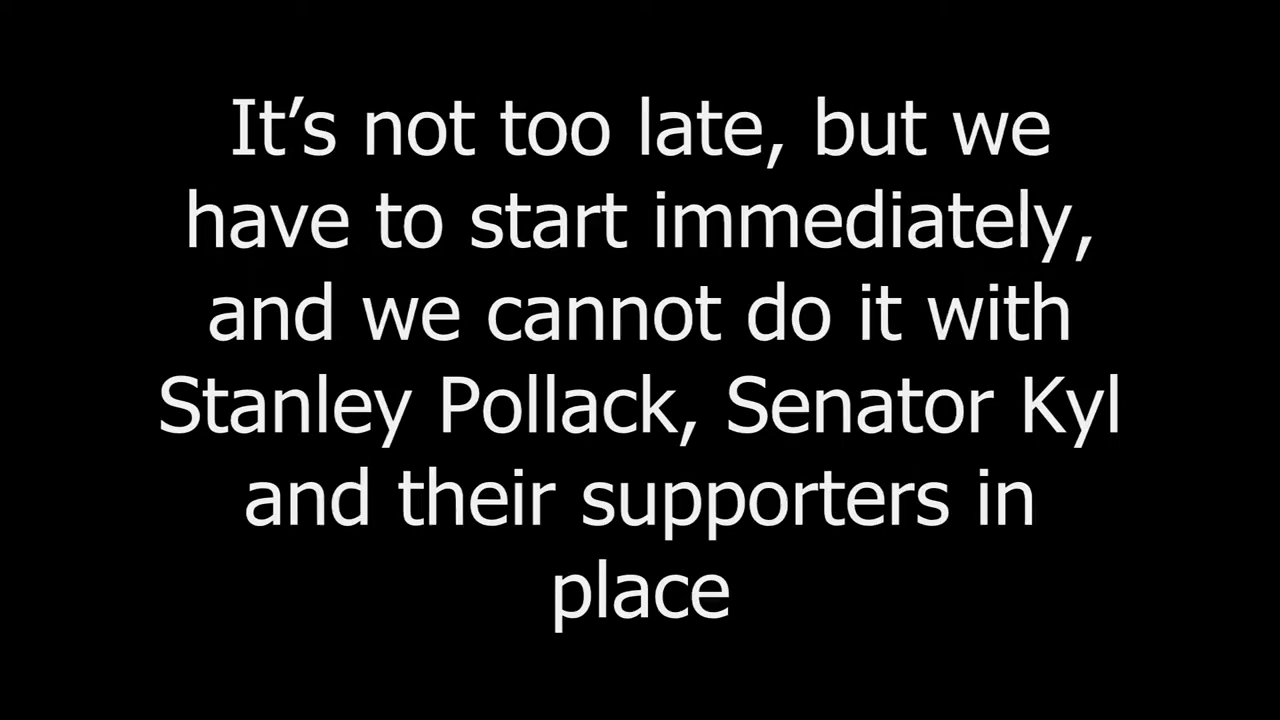 It’s not too late, but we
have to start immediately,
and we cannot do it with
Stanley Pollack, Senator Kyl
and their supporters in
place